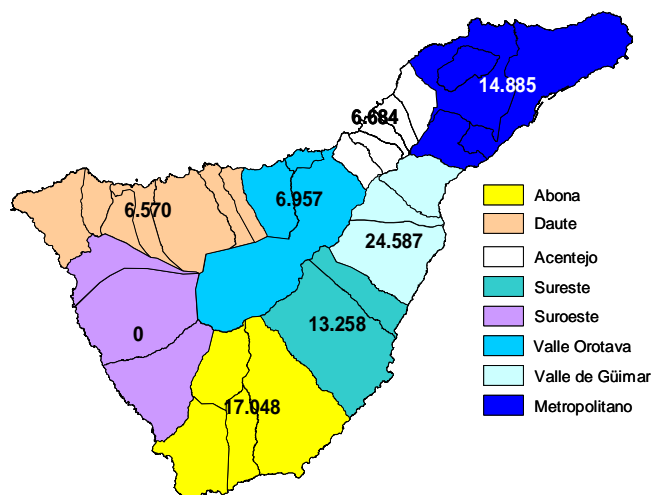 14.885
6.684
6.570
6.957
24.587
0
13.258
17.048
Abona
Daute
Acentejo
Sureste
Suroeste
Valle Orotava
Valle de Güimar
Metropolitano